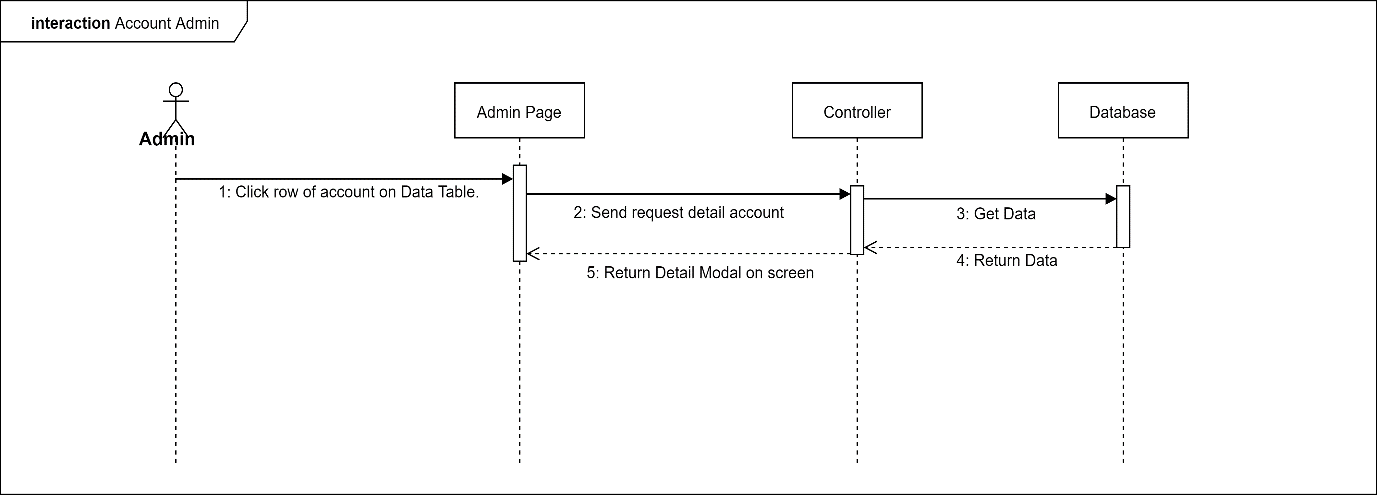 interaction Account Admin
Admin
Admin Page
Controller
Database
1: Click row of account on Data Table.
2: Send request detail account
3: Get Data
4: Return Data
5: Return Detail Modal on screen